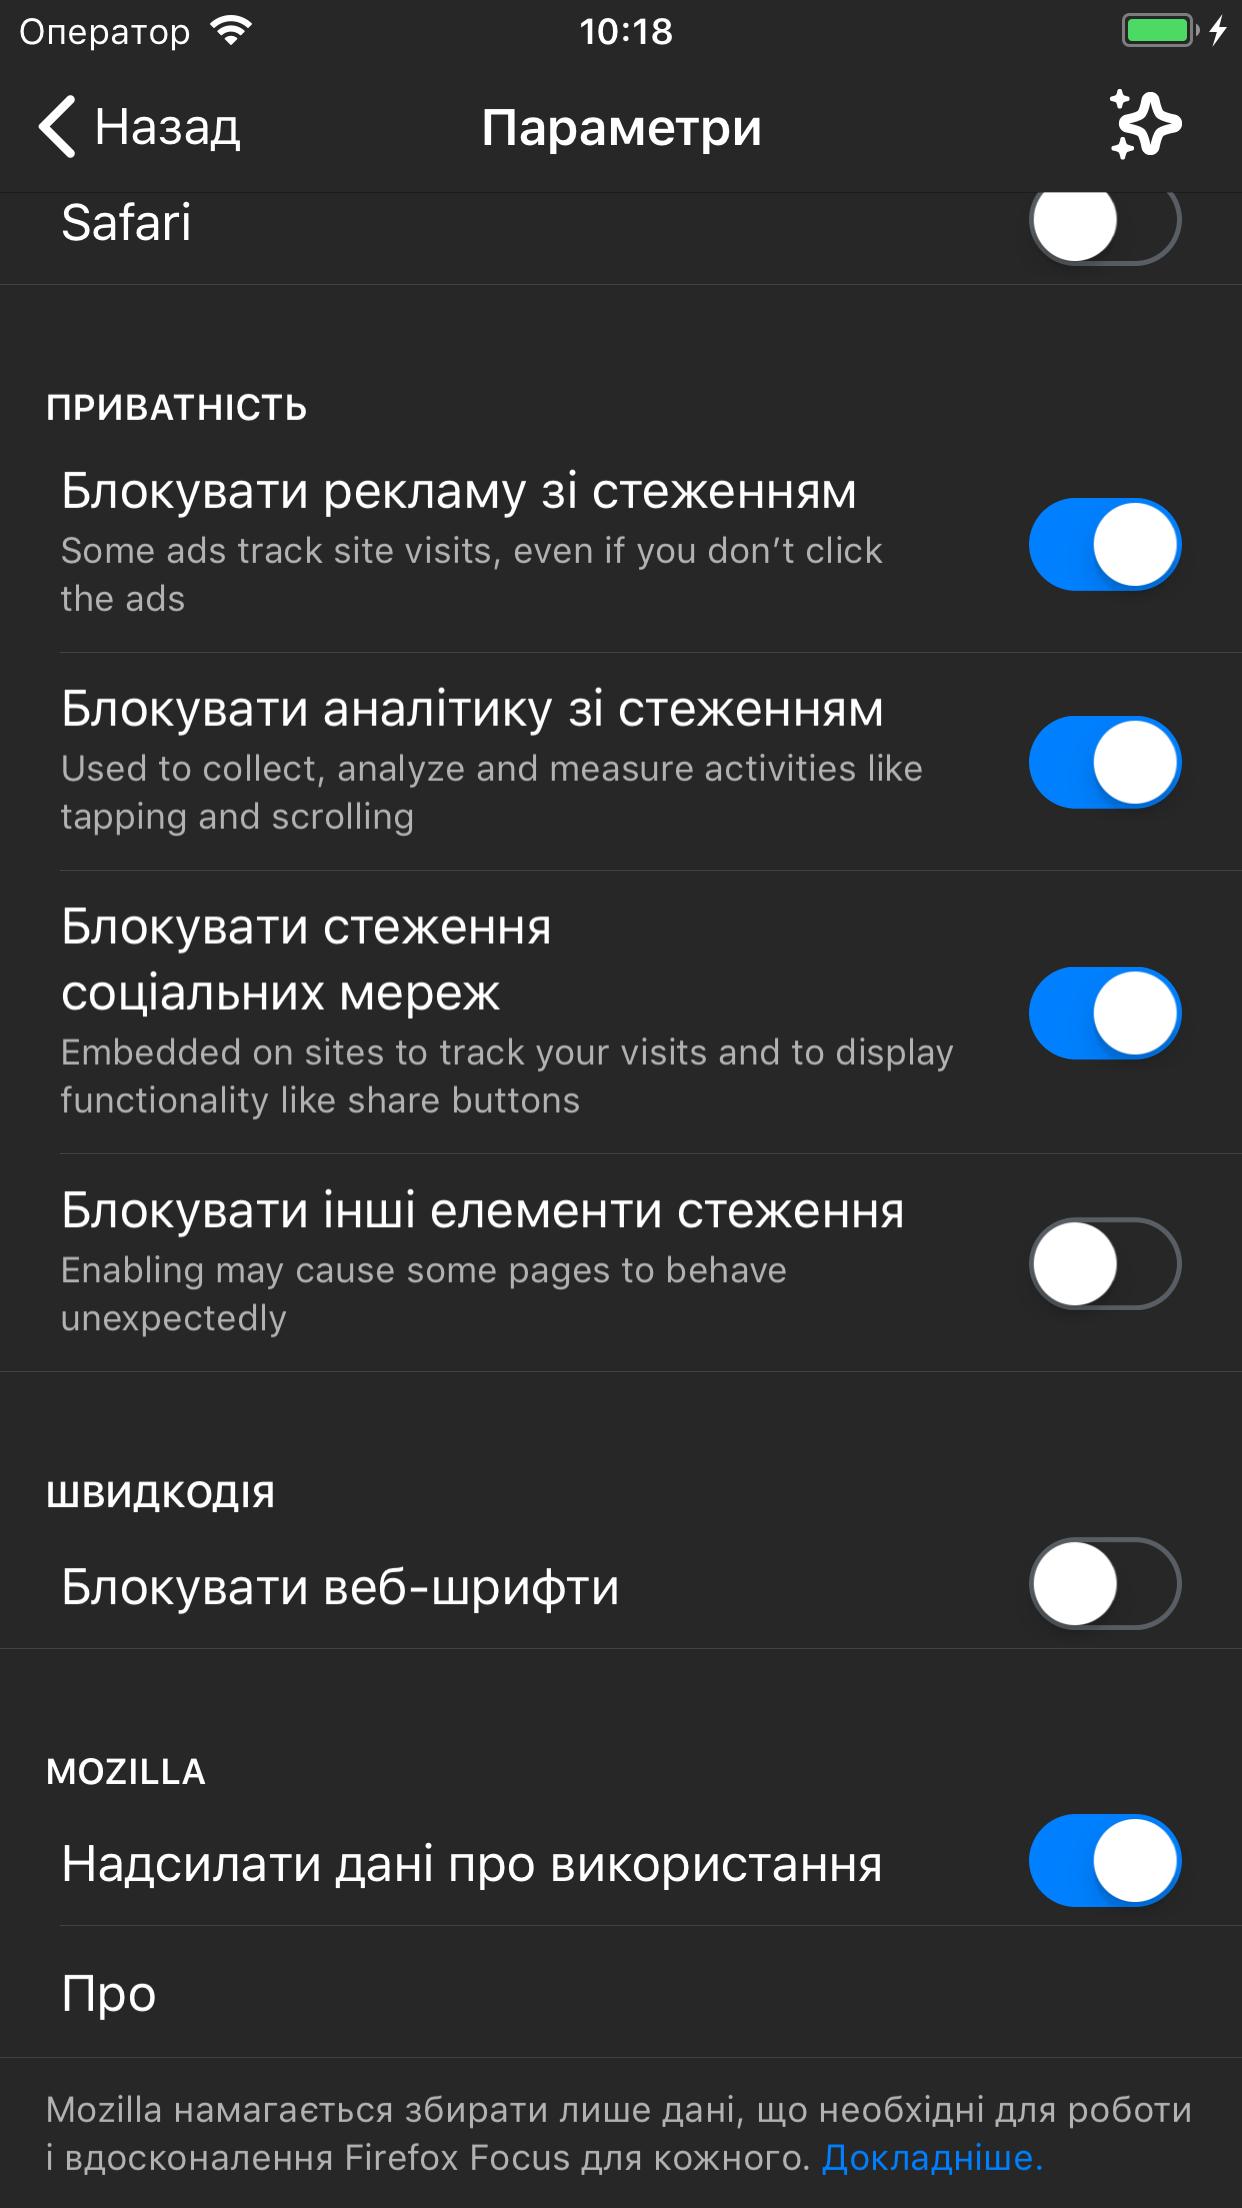 Оператор
10:18
Назад
Параметри
Safari
ПРИВАТНІСТЬ
Блокувати рекламу зі стеженням
Some ads track site visits, even if you don’t click
the ads
Блокувати аналітику зі стеженням
Used to collect, analyze and measure activities like
tapping and scrolling
Блокувати стеження
соціальних мереж
Embedded on sites to track your visits and to display
functionality like share buttons
Блокувати інші елементи стеження
Enabling may cause some pages to behave
unexpectedly
ШВИДКОДІЯ
Блокувати веб-шрифти
MOZILLA
Надсилати дані про використання
Про
Mozilla намагається збирати лише дані, що необхідні для роботи
і вдосконалення Firefox Focus для кожного. Докладніше.